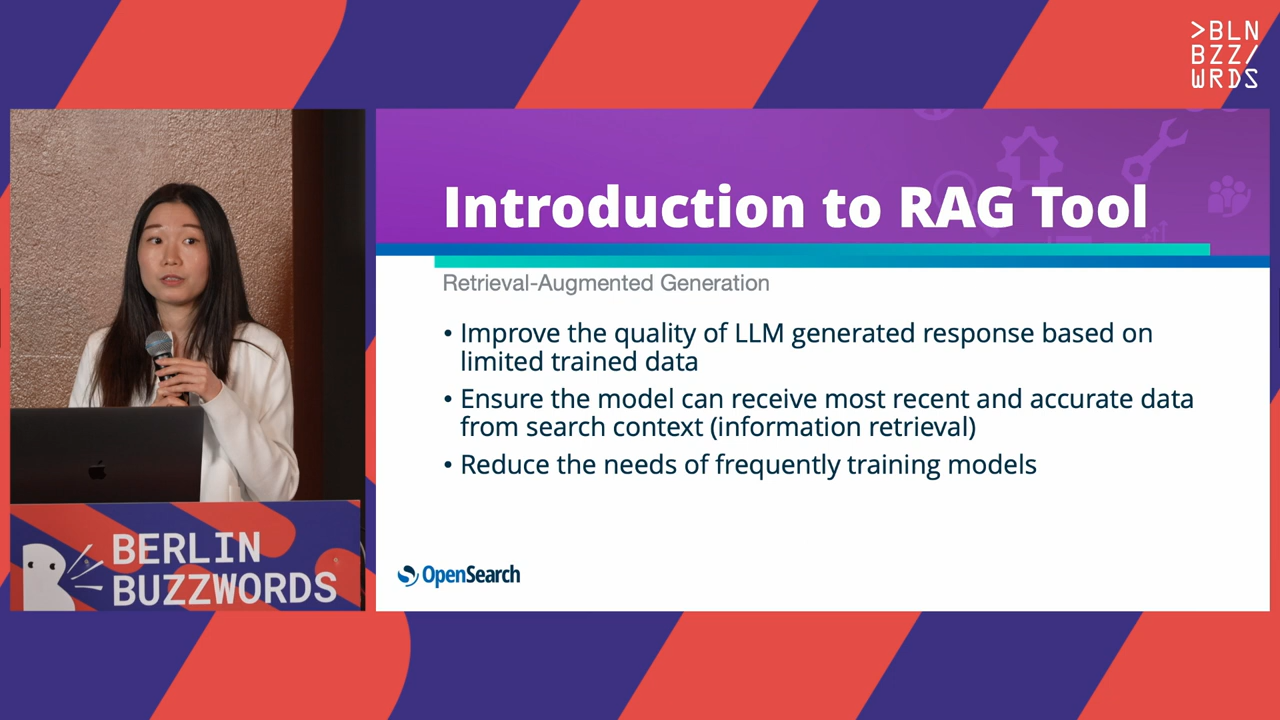 >BLN
BZZ/
WRDS
Introduction to RAG Tool
Retrieval-Augmented Generation
• Improve the quality of LLM generated response based on
limited trained data
• Ensure the model can receive most recent and accurate data
from search context (information retrieval)
• Reduce the needs of frequently training models
OpenSearch
BERLIN
BUZZWORDS